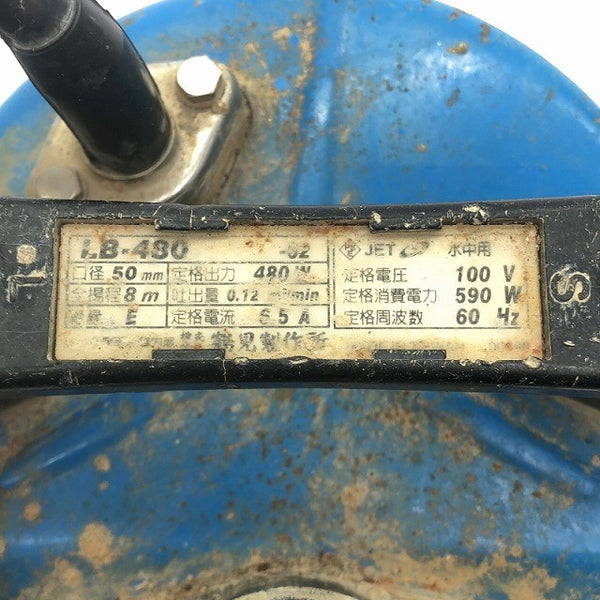 LB-480 -62
口径 50 mm 定格出力 480 W
全揚程 8 m 吐出量 0.12 m³/min
絶縁 E 定格電流 6.5 A
鶴見製作所
PS E JET 水中用
定格電圧 100 V
定格消費電力 590 W
定格周波数 60 Hz
S